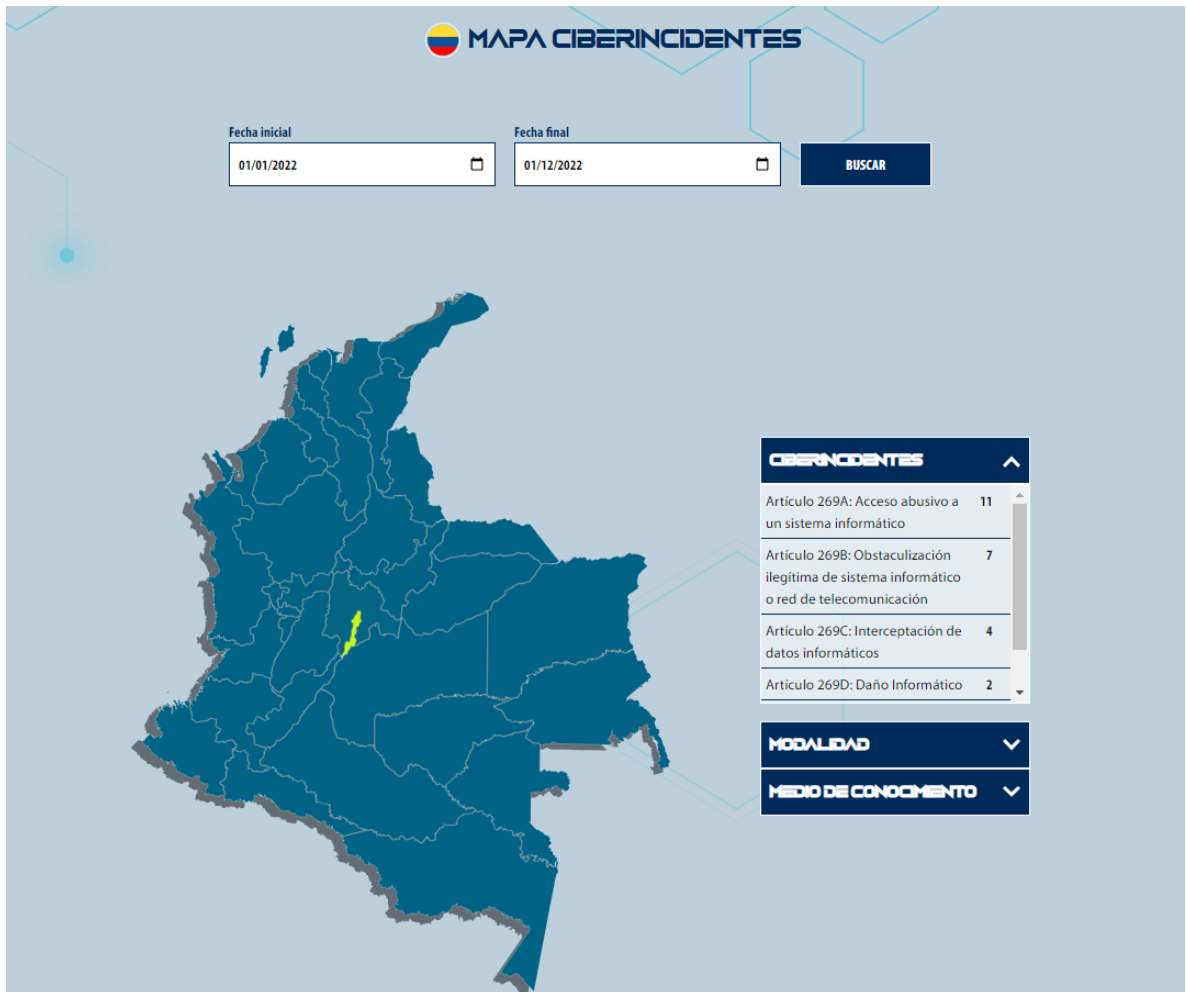 MAPA CIBERINCIDENTES
Fecha inicial
Fecha final
01/01/2022
01/12/2022
BUSCAR
CIBERINCIDENTES
Artículo 269A: Acceso abusivo a 11
un sistema informático
Artículo 269B: Obstaculización 7
ilegítima de sistema informático
o red de telecomunicación
Artículo 269C: Interceptación de 4
datos informáticos
Artículo 269D: Daño Informático 2
MODALIDAD
MEDIO DE CONOCIMIENTO